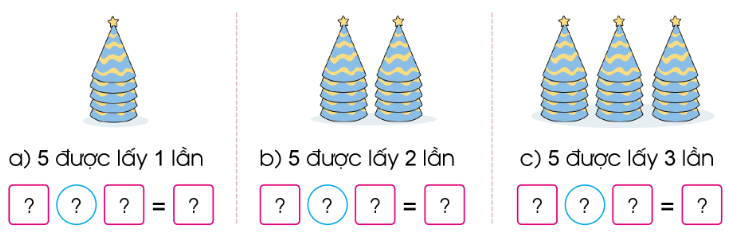 a) 5 được lấy 1 lần
? ? ? = ?
b) 5 được lấy 2 lần
? ? ? = ?
c) 5 được lấy 3 lần
? ? ? = ?